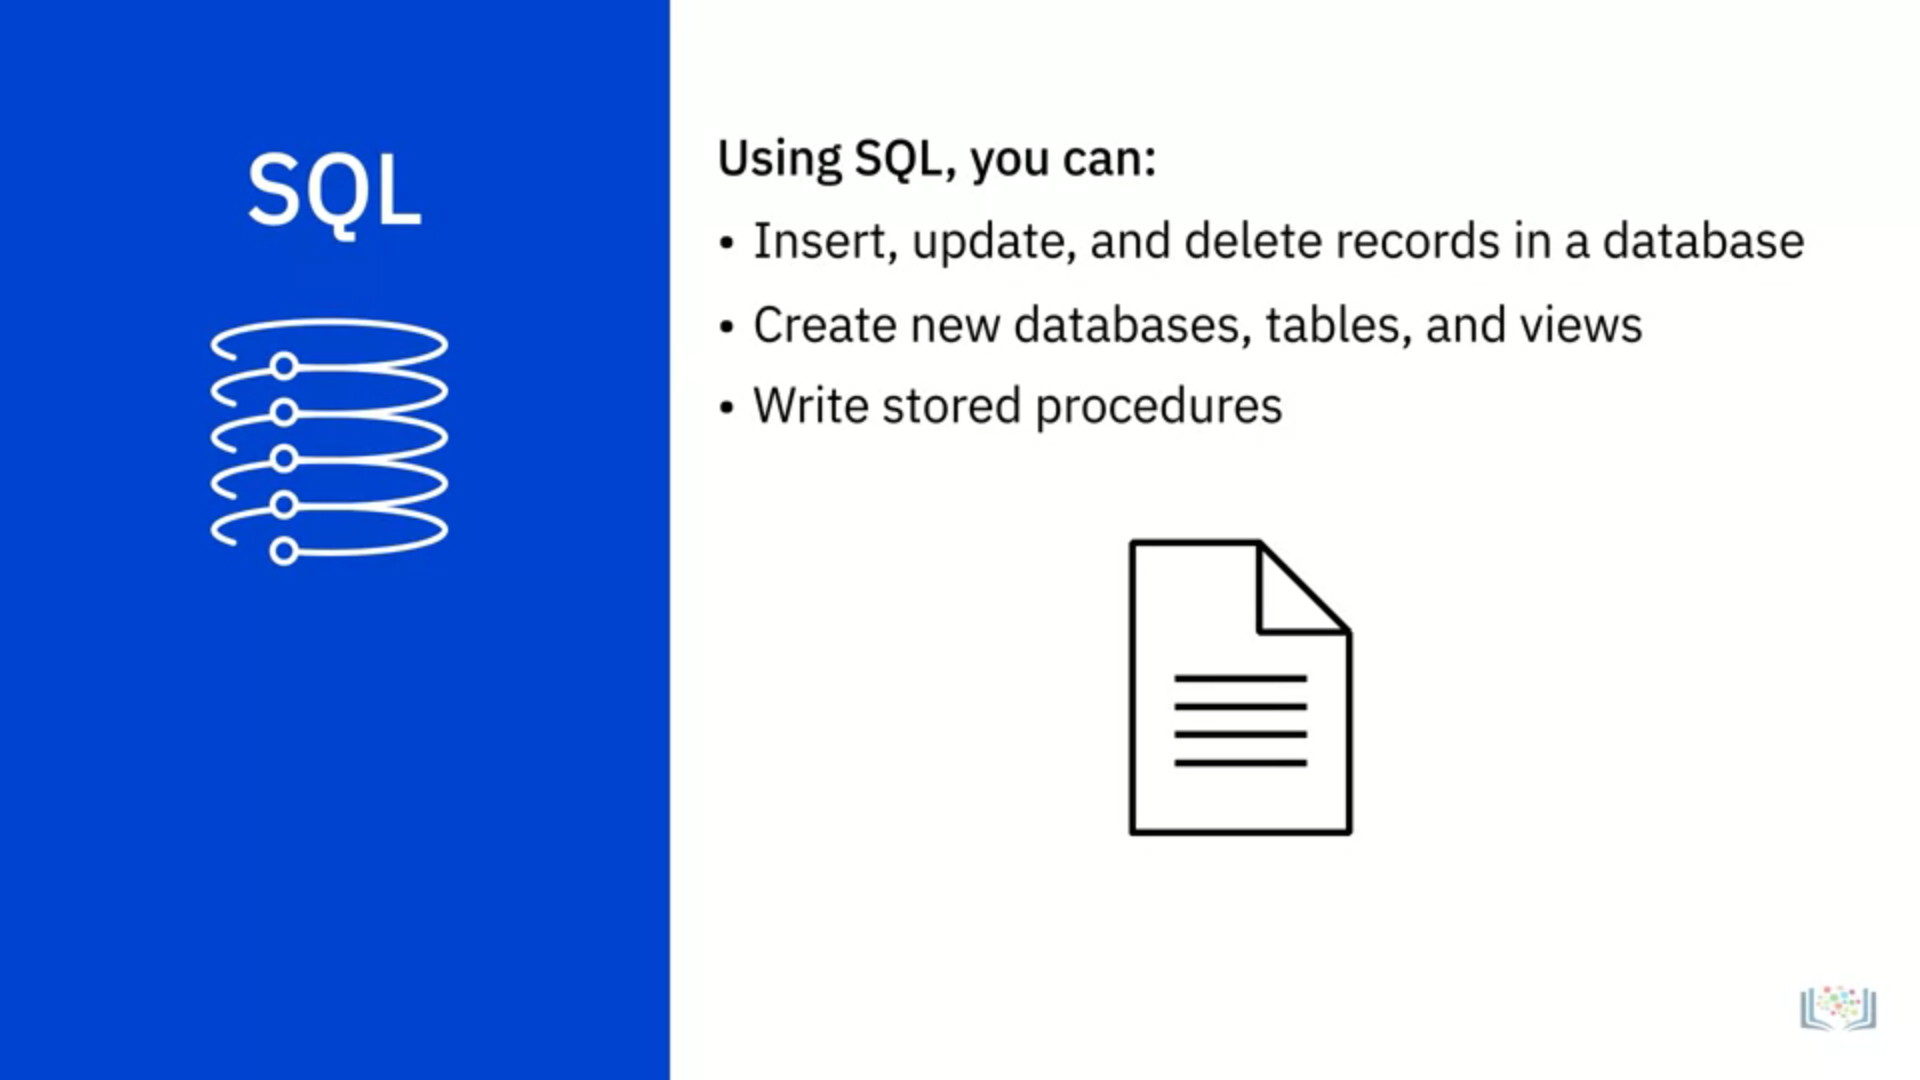 SQL
Using SQL, you can:
• Insert, update, and delete records in a database
• Create new databases, tables, and views
• Write stored procedures